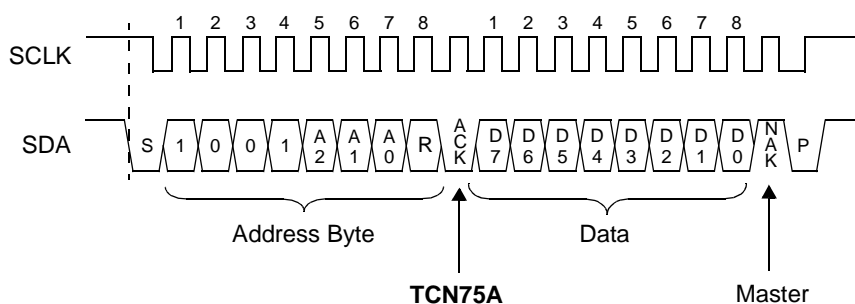 1 2 3 4 5 6 7 8 1 2 3 4 5 6 7 8
SCLK
SDA S 1 0 0 1 A2 A1 A0 R ACK D7 D6 D5 D4 D3 D2 D1 D0 NAK P
Address Byte Data
TCN75A Master